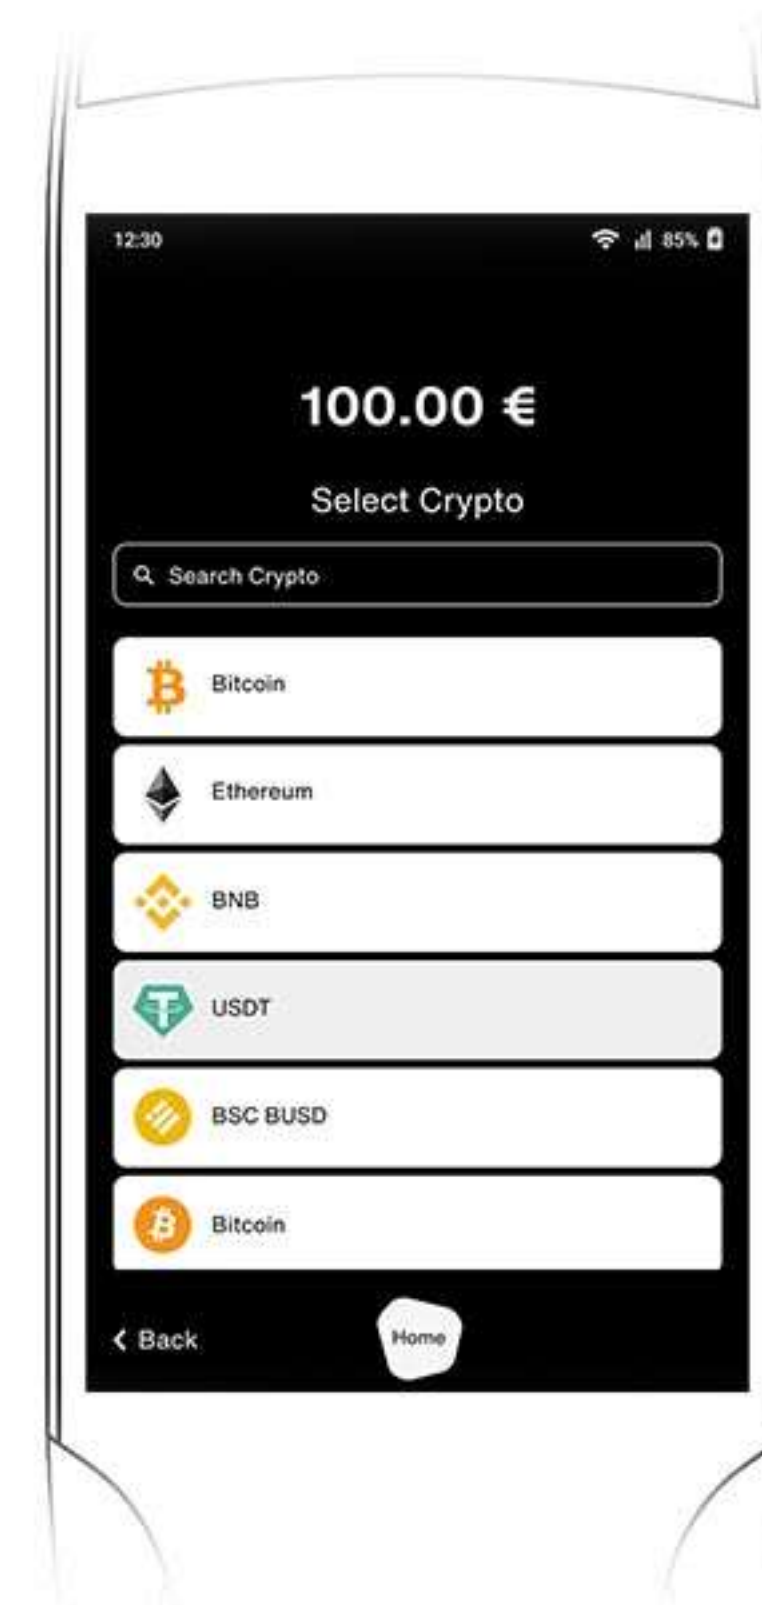 12:30 85%
100.00 €
Select Crypto
Search Crypto
Bitcoin
Ethereum
BNB
USDT
BSC BUSD
Bitcoin
Back
Home